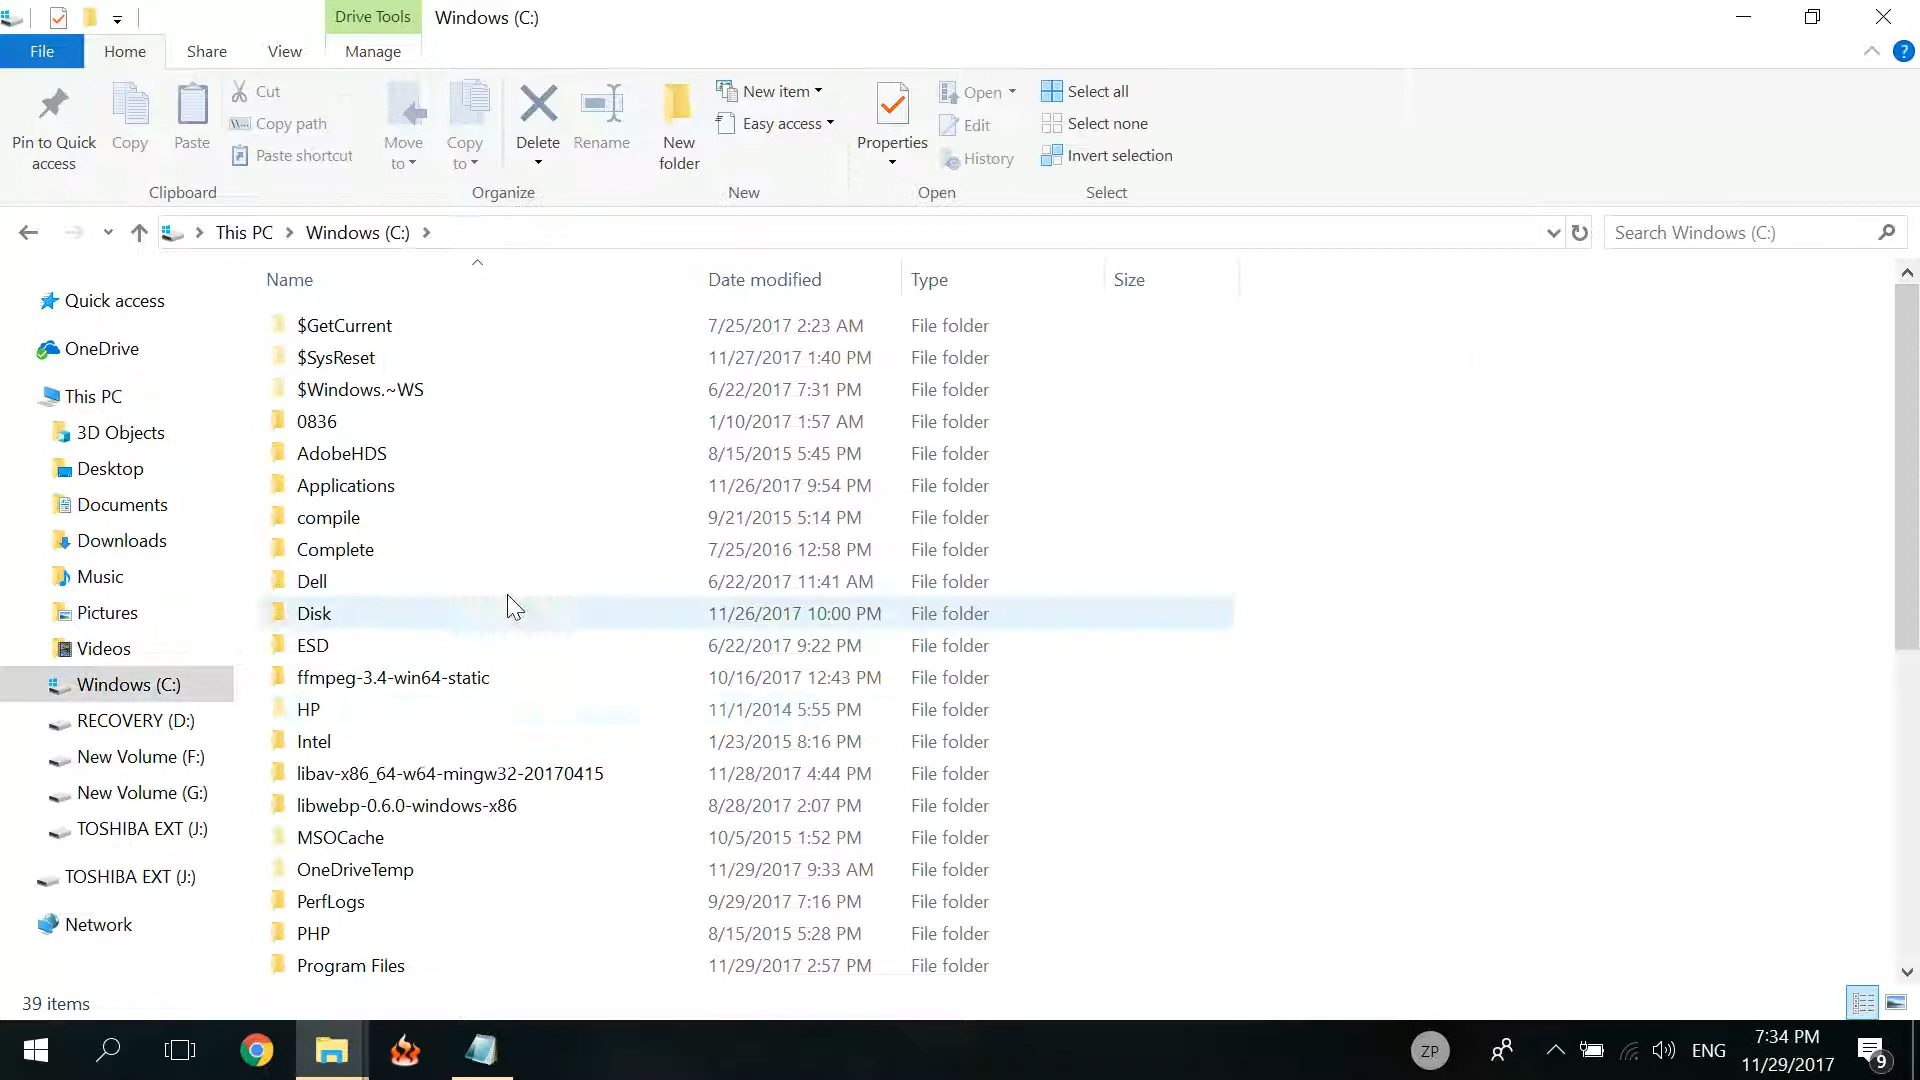 Drive Tools
Windows (C:)
File
Home
Share
View
Manage
?
Pin to Quick access
Copy
Paste
Cut
Copy path
Paste shortcut
Clipboard
Move to
Copy to
Delete
Rename
Organize
New folder
New item
Easy access
New
Properties
Open
Edit
History
Open
Select all
Select none
Invert selection
Select
This PC
Windows (C:)
Search Windows (C:)
Quick access
OneDrive
This PC
3D Objects
Desktop
Documents
Downloads
Music
Pictures
Videos
Windows (C:)
RECOVERY (D:)
New Volume (F:)
New Volume (G:)
TOSHIBA EXT (J:)
TOSHIBA EXT (J:)
Network
Name Date modified Type Size
$GetCurrent 7/25/2017 2:23 AM File folder
$SysReset 11/27/2017 1:40 PM File folder
$Windows.~WS 6/22/2017 7:31 PM File folder
0836 1/10/2017 1:57 AM File folder
AdobeHDS 8/15/2015 5:45 PM File folder
Applications 11/26/2017 9:54 PM File folder
compile 9/21/2015 5:14 PM File folder
Complete 7/25/2016 12:58 PM File folder
Dell 6/22/2017 11:41 AM File folder
Disk 11/26/2017 10:00 PM File folder
ESD 6/22/2017 9:22 PM File folder
ffmpeg-3.4-win64-static 10/16/2017 12:43 PM File folder
HP 11/1/2014 5:55 PM File folder
Intel 1/23/2015 8:16 PM File folder
libav-x86_64-w64-mingw32-20170415 11/28/2017 4:44 PM File folder
libwebp-0.6.0-windows-x86 8/28/2017 2:07 PM File folder
MSOCache 10/5/2015 1:52 PM File folder
OneDriveTemp 11/29/2017 9:33 AM File folder
PerfLogs 9/29/2017 7:16 PM File folder
PHP 8/15/2015 5:28 PM File folder
Program Files 11/29/2017 2:57 PM File folder
39 items
ZP
ENG
7:34 PM
11/29/2017
9